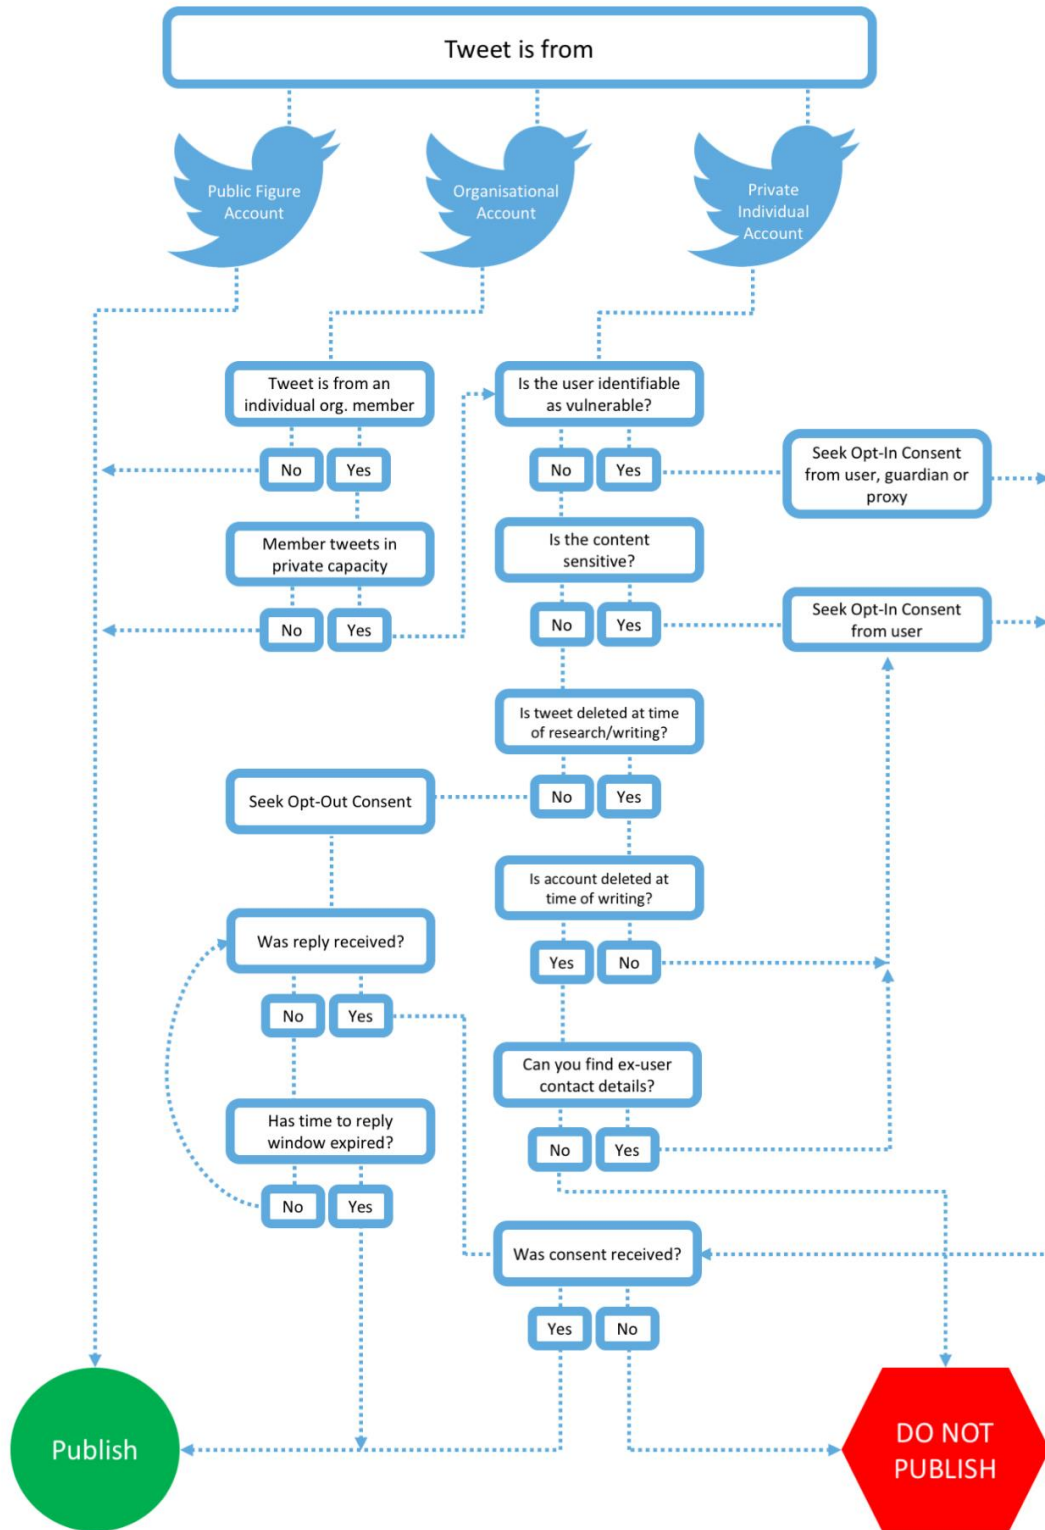 Tweet is from
Public Figure
Account
Organisational
Account
Private
Individual
Account
Tweet is from an
individual org. member
No
Yes
Is the user identifiable
as vulnerable?
No
Yes
Seek Opt-In Consent
from user, guardian or
proxy
Member tweets in
private capacity
No
Yes
Is the content
sensitive?
No
Yes
Seek Opt-In Consent
from user
Is tweet deleted at time
of research/writing?
No
Yes
Seek Opt-Out Consent
Is account deleted at
time of writing?
Yes
No
Was reply received?
No
Yes
Can you find ex-user
contact details?
No
Yes
Has time to reply
window expired?
No
Yes
Was consent received?
Yes
No
Publish
DO NOT
PUBLISH